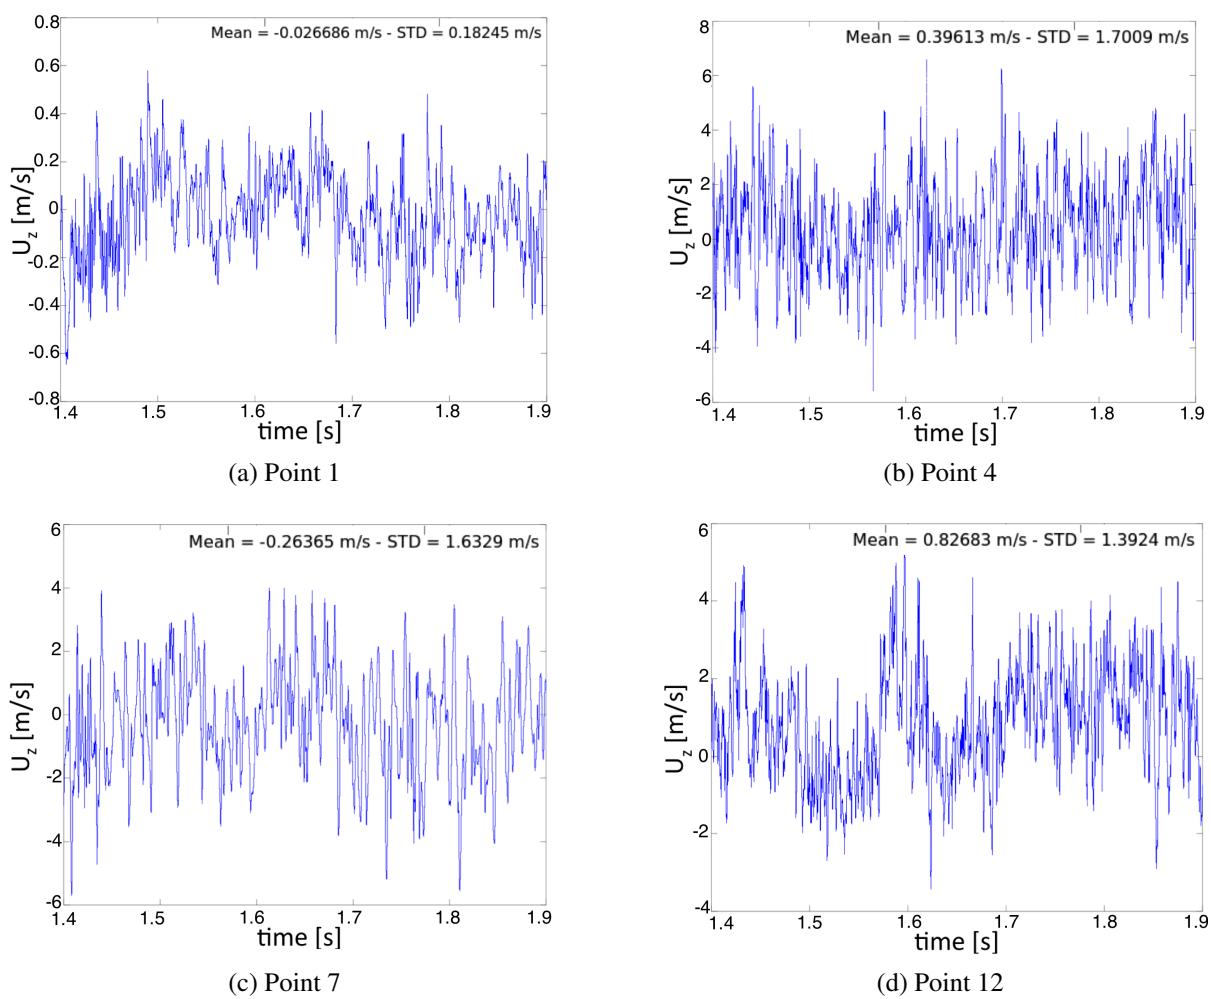 Mean = -0.026686 m/s - STD = 0.18245 m/s
0.8
0.6
0.4
0.2
0
-0.2
-0.4
-0.6
-0.8
U_z [m/s]
1.4 1.5 1.6 1.7 1.8 1.9
time [s]
(a) Point 1
Mean = 0.39613 m/s - STD = 1.7009 m/s
8
6
4
2
0
-2
-4
-6
U_z [m/s]
1.4 1.5 1.6 1.7 1.8 1.9
time [s]
(b) Point 4
Mean = -0.26365 m/s - STD = 1.6329 m/s
6
4
2
0
-2
-4
-6
U_z [m/s]
1.4 1.5 1.6 1.7 1.8 1.9
time [s]
(c) Point 7
Mean = 0.82683 m/s - STD = 1.3924 m/s
6
4
2
0
-2
-4
U_z [m/s]
1.4 1.5 1.6 1.7 1.8 1.9
time [s]
(d) Point 12